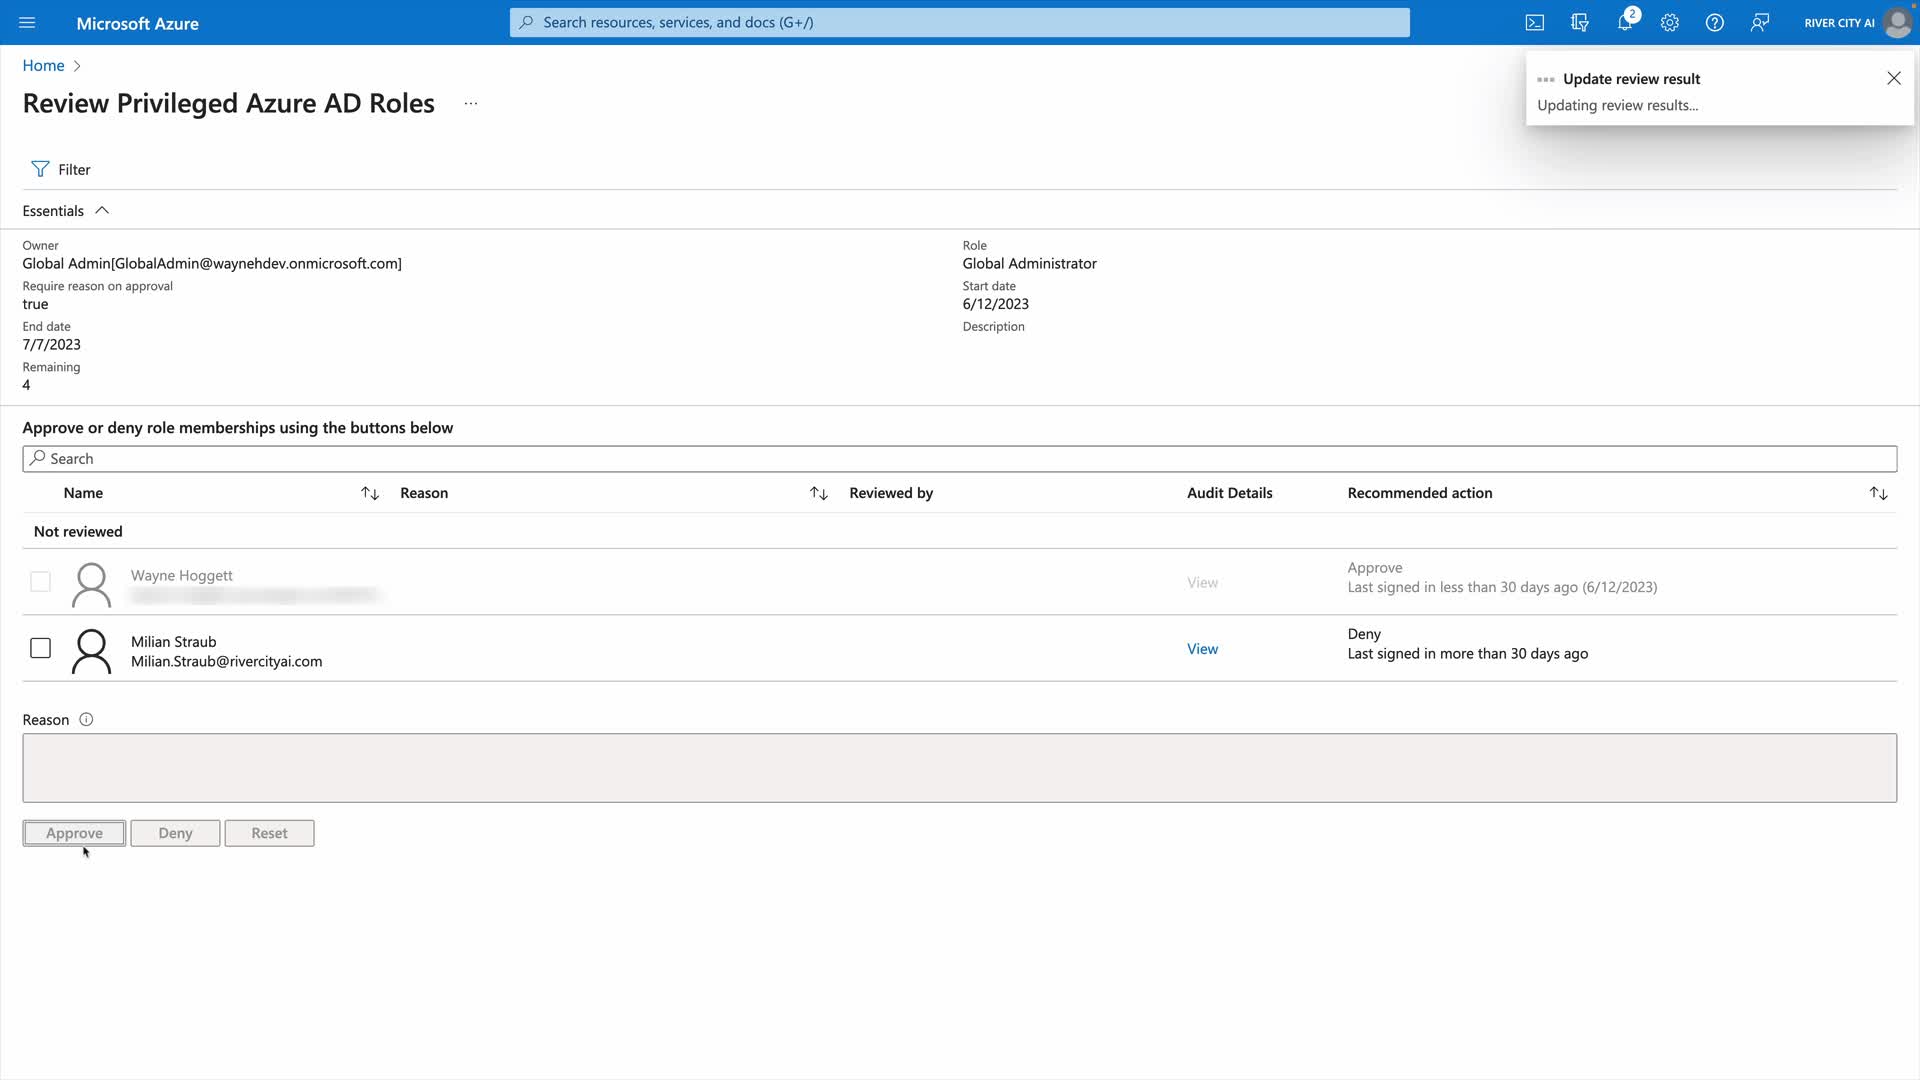 Microsoft Azure
Search resources, services, and docs (G+/)
2
RIVER CITY AI
Home
Review Privileged Azure AD Roles
...
Update review result
Updating review results...
Filter
Essentials
Owner
Global Admin[GlobalAdmin@waynehdev.onmicrosoft.com]
Require reason on approval
true
End date
7/7/2023
Remaining
4
Role
Global Administrator
Start date
6/12/2023
Description
Approve or deny role memberships using the buttons below
Search
Name Reason Reviewed by Audit Details Recommended action
Not reviewed
Wayne Hoggett
View
Approve
Last signed in less than 30 days ago (6/12/2023)
Milian Straub
Milian.Straub@rivercityai.com
View
Deny
Last signed in more than 30 days ago
Reason
Approve Deny Reset